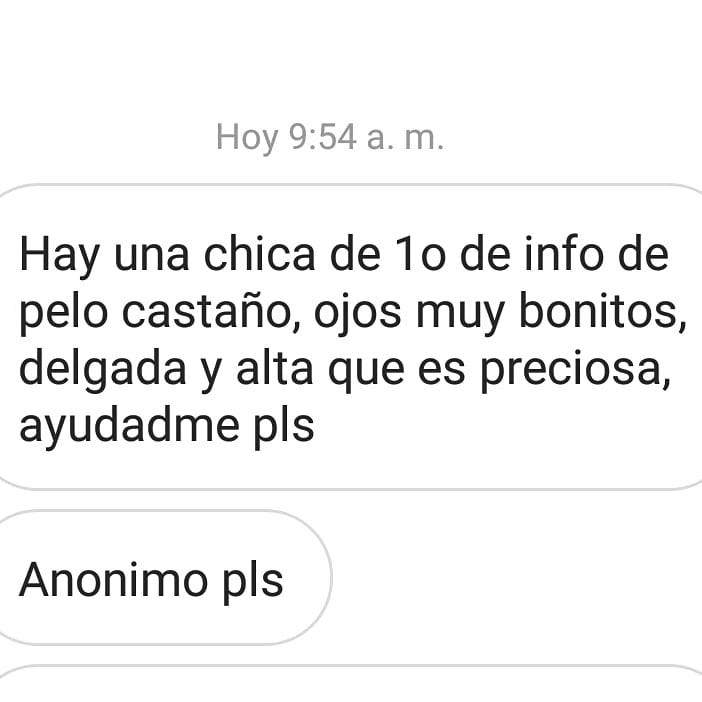 Hoy 9:54 a. m.
Hay una chica de 1o de info de
pelo castaño, ojos muy bonitos,
delgada y alta que es preciosa,
ayudadme pls
Anonimo pls